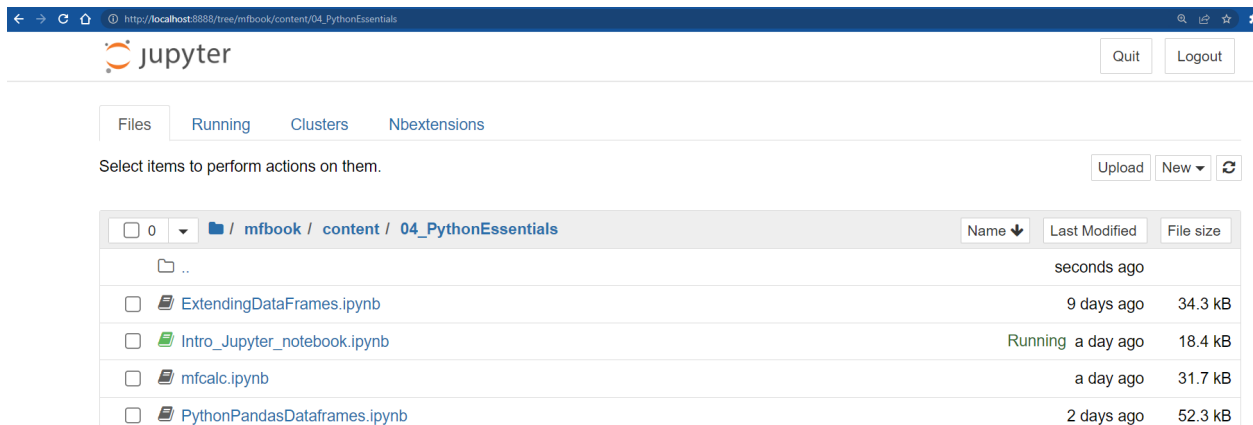 http://localhost:8888/tree/mfbook/content/04_PythonEssentials
jupyter
Quit Logout
Files Running Clusters Nbextensions
Select items to perform actions on them.
Upload New
0 / mfbook / content / 04_PythonEssentials Name Last Modified File size
.. seconds ago
ExtendingDataFrames.ipynb 9 days ago 34.3 kB
Intro_Jupyter_notebook.ipynb Running a day ago 18.4 kB
mfcalc.ipynb a day ago 31.7 kB
PythonPandasDataframes.ipynb 2 days ago 52.3 kB